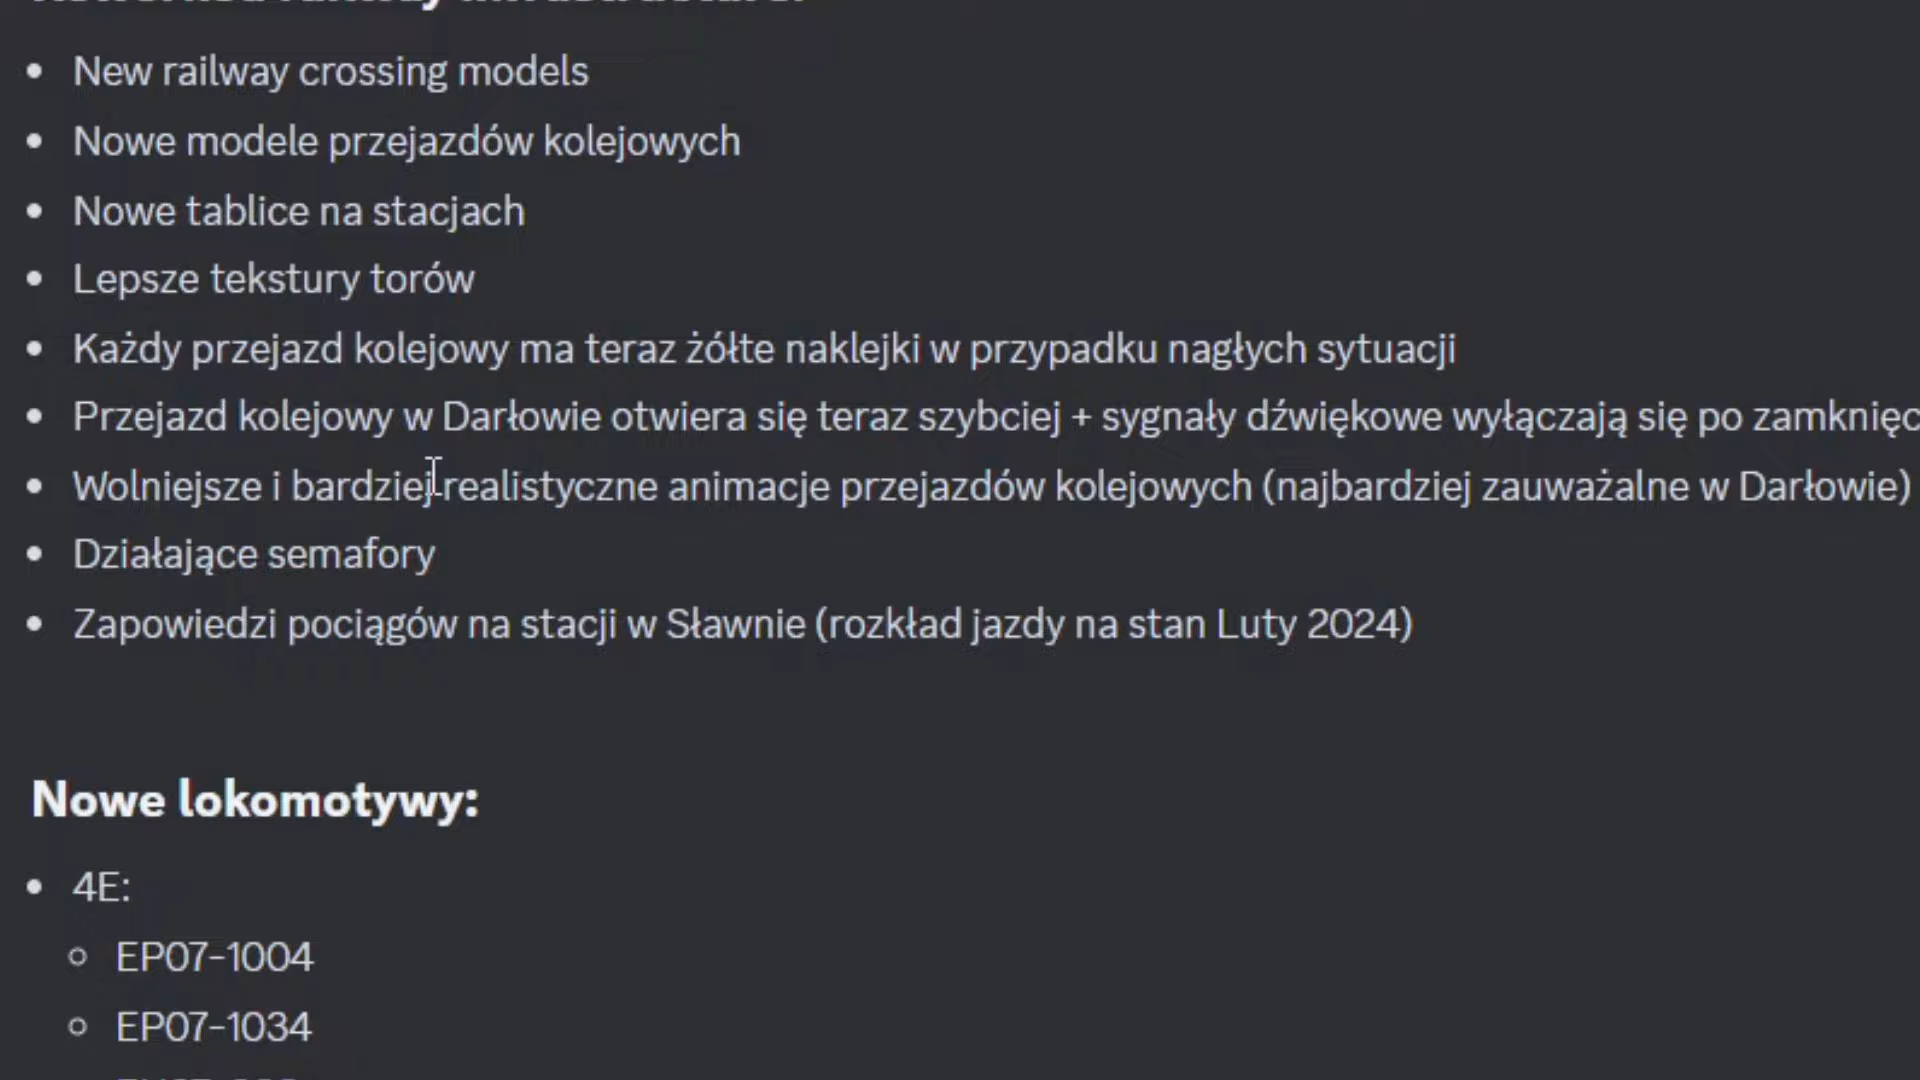 New railway crossing models
Nowe modele przejazdów kolejowych
Nowe tablice na stacjach
Lepsze tekstury torów
Każdy przejazd kolejowy ma teraz żółte naklejki w przypadku nagłych sytuacji
Przejazd kolejowy w Darłowie otwiera się teraz szybciej + sygnały dźwiękowe wyłączają się po
Wolniejsze i bardziej realistyczne animacje przejazdów kolejowych (najbardziej zauważalne w Darłowie)
Działające semafory
Zapowiedzi pociągów na stacji w Sławnie (rozkład jazdy na stan Luty 2024)
Nowe lokomotywy:
4E:
EP07-1004
EP07-1034